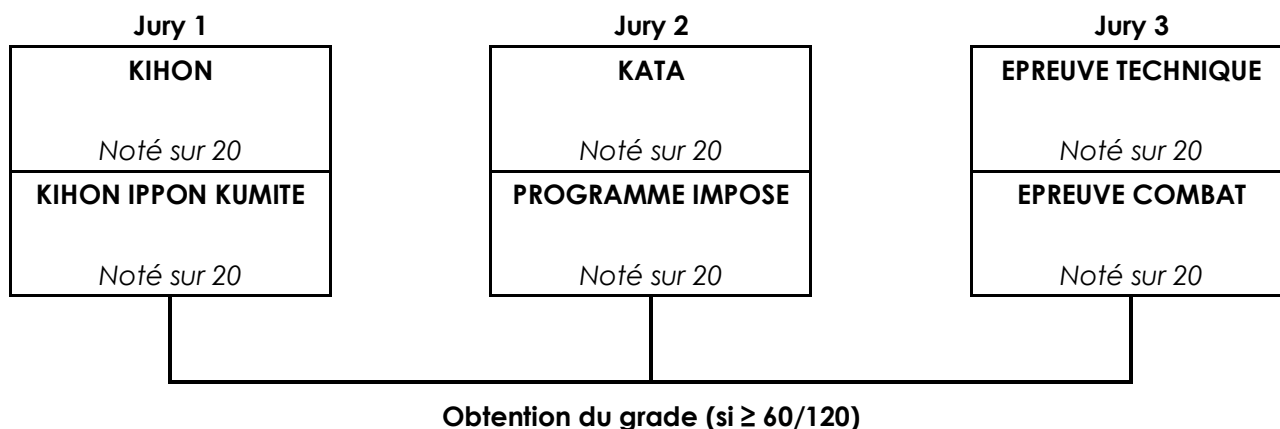 Jury 1
KIHON
Noté sur 20
KIHON IPPON KUMITE
Noté sur 20
Jury 2
KATA
Noté sur 20
PROGRAMME IMPOSE
Noté sur 20
Jury 3
EPREUVE TECHNIQUE
Noté sur 20
EPREUVE COMBAT
Noté sur 20
Obtention du grade (si ≥ 60/120)